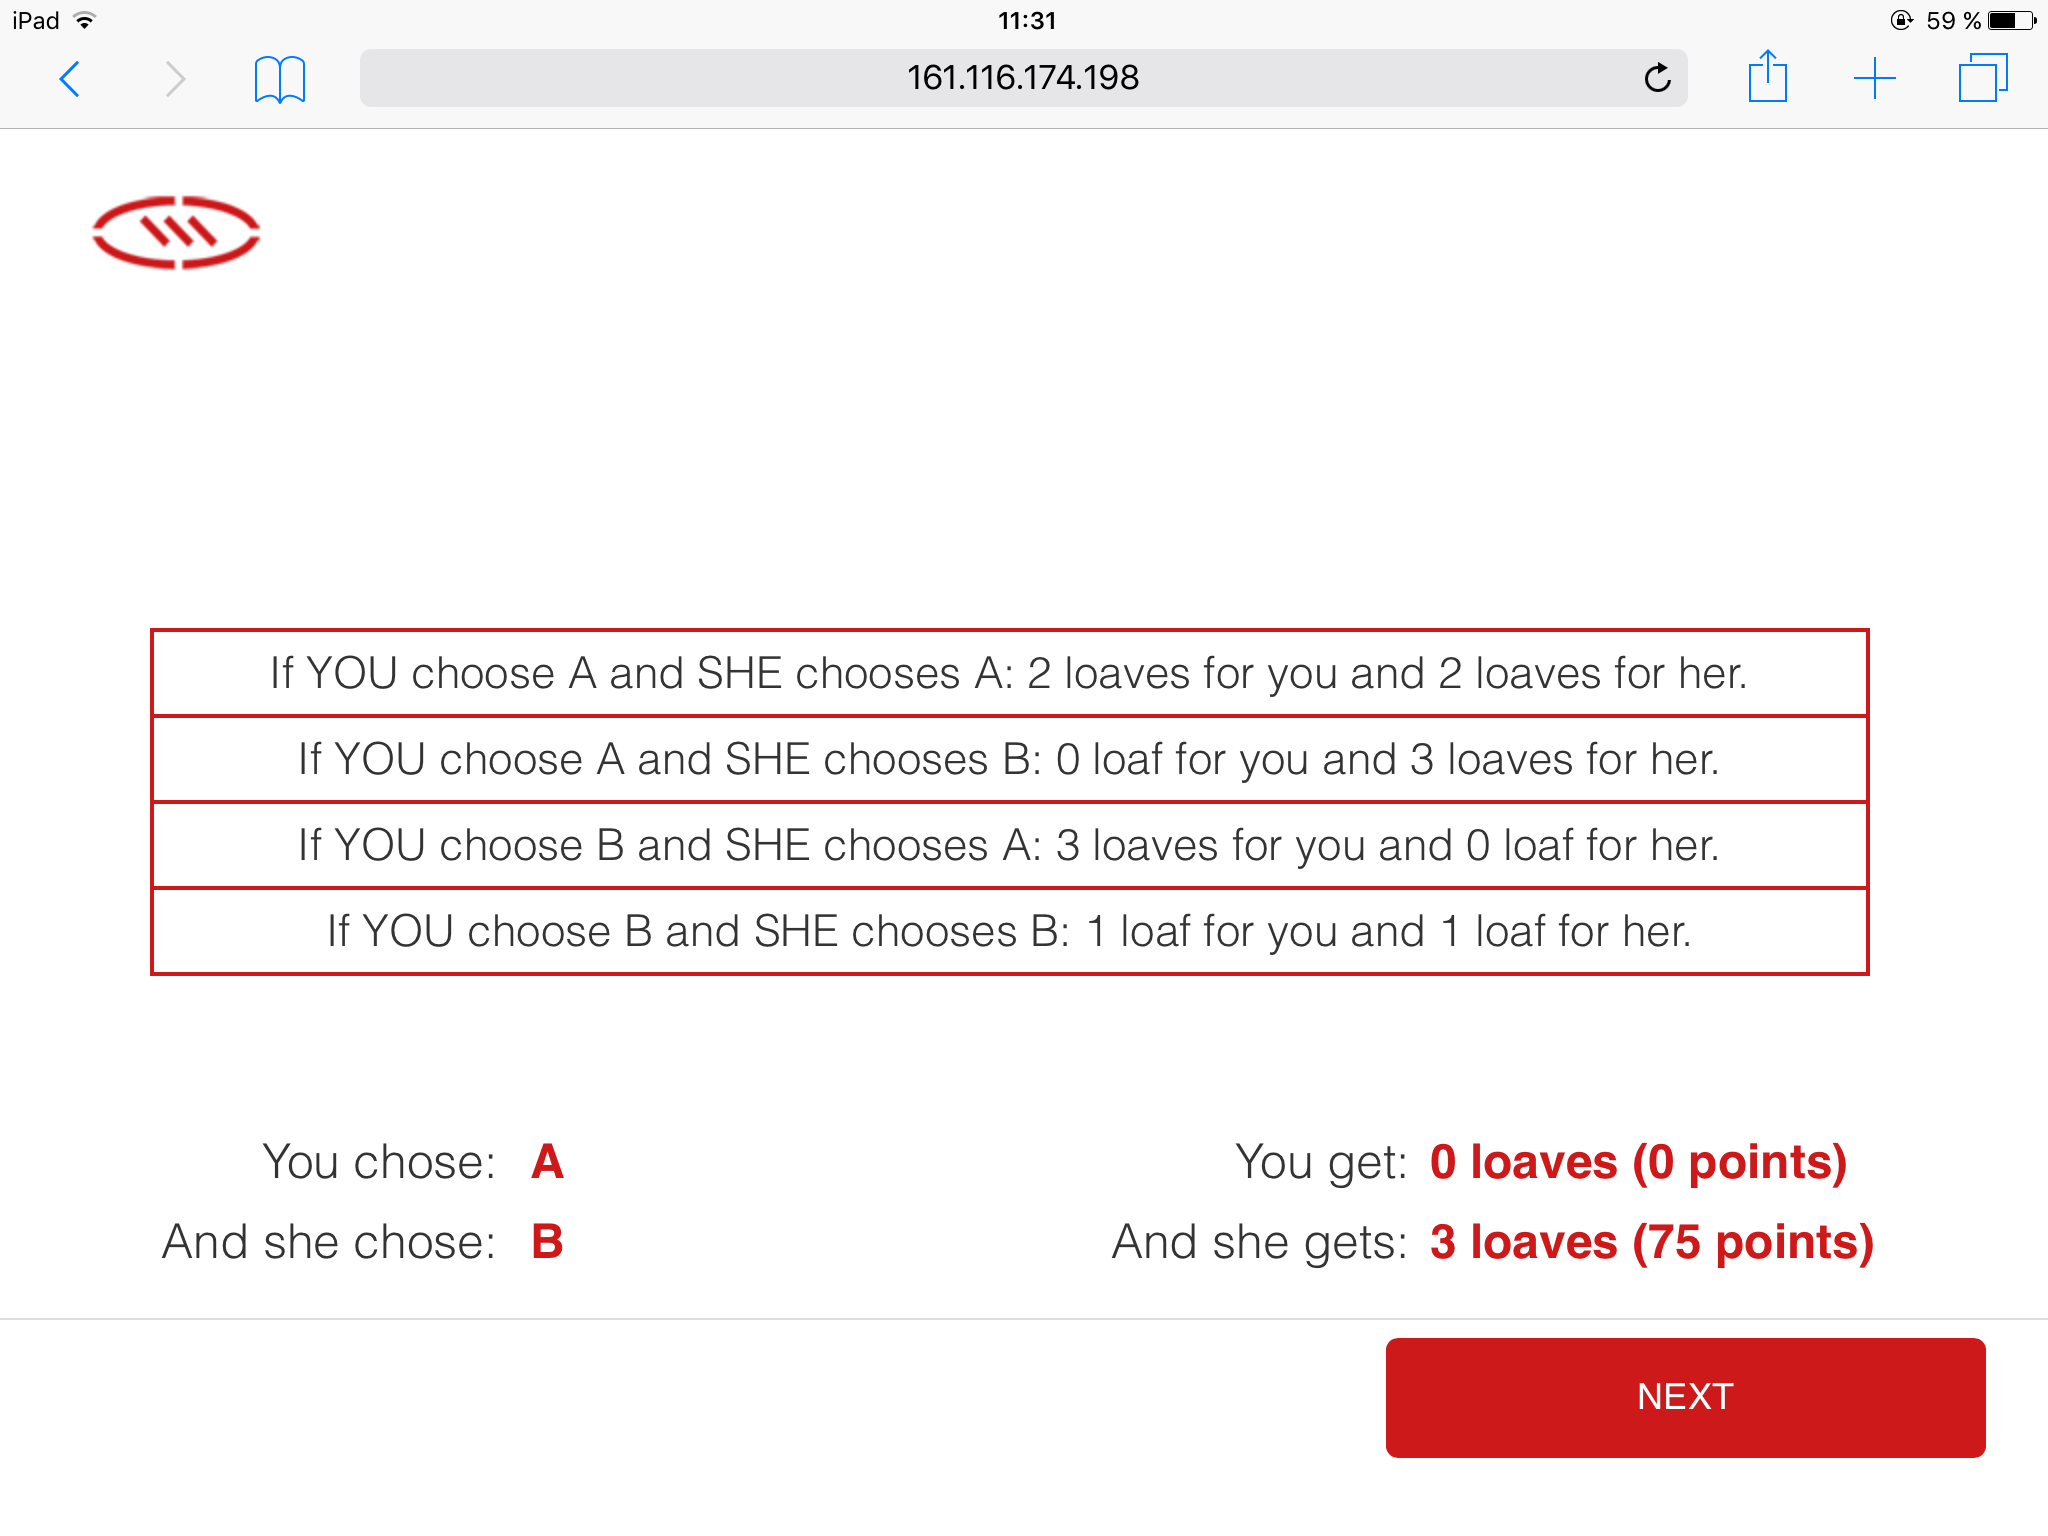 iPad 11:31 59 %
161.116.174.198
If YOU choose A and SHE chooses A: 2 loaves for you and 2 loaves for her.
If YOU choose A and SHE chooses B: 0 loaf for you and 3 loaves for her.
If YOU choose B and SHE chooses A: 3 loaves for you and 0 loaf for her.
If YOU choose B and SHE chooses B: 1 loaf for you and 1 loaf for her.
You chose: A
You get: 0 loaves (0 points)
And she chose: B
And she gets: 3 loaves (75 points)
NEXT